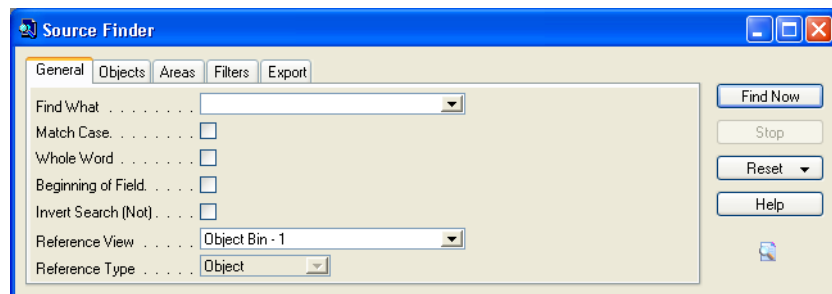 Source Finder
General Objects Areas Filters Export
Find What . . . . . . . .
Match Case. . . . . . . .
Whole Word . . . . . . .
Beginning of Field. . . . .
Invert Search (Not) . . . .
Reference View . . . . . Object Bin - 1
Reference Type . . . . . Object
Find Now
Stop
Reset
Help